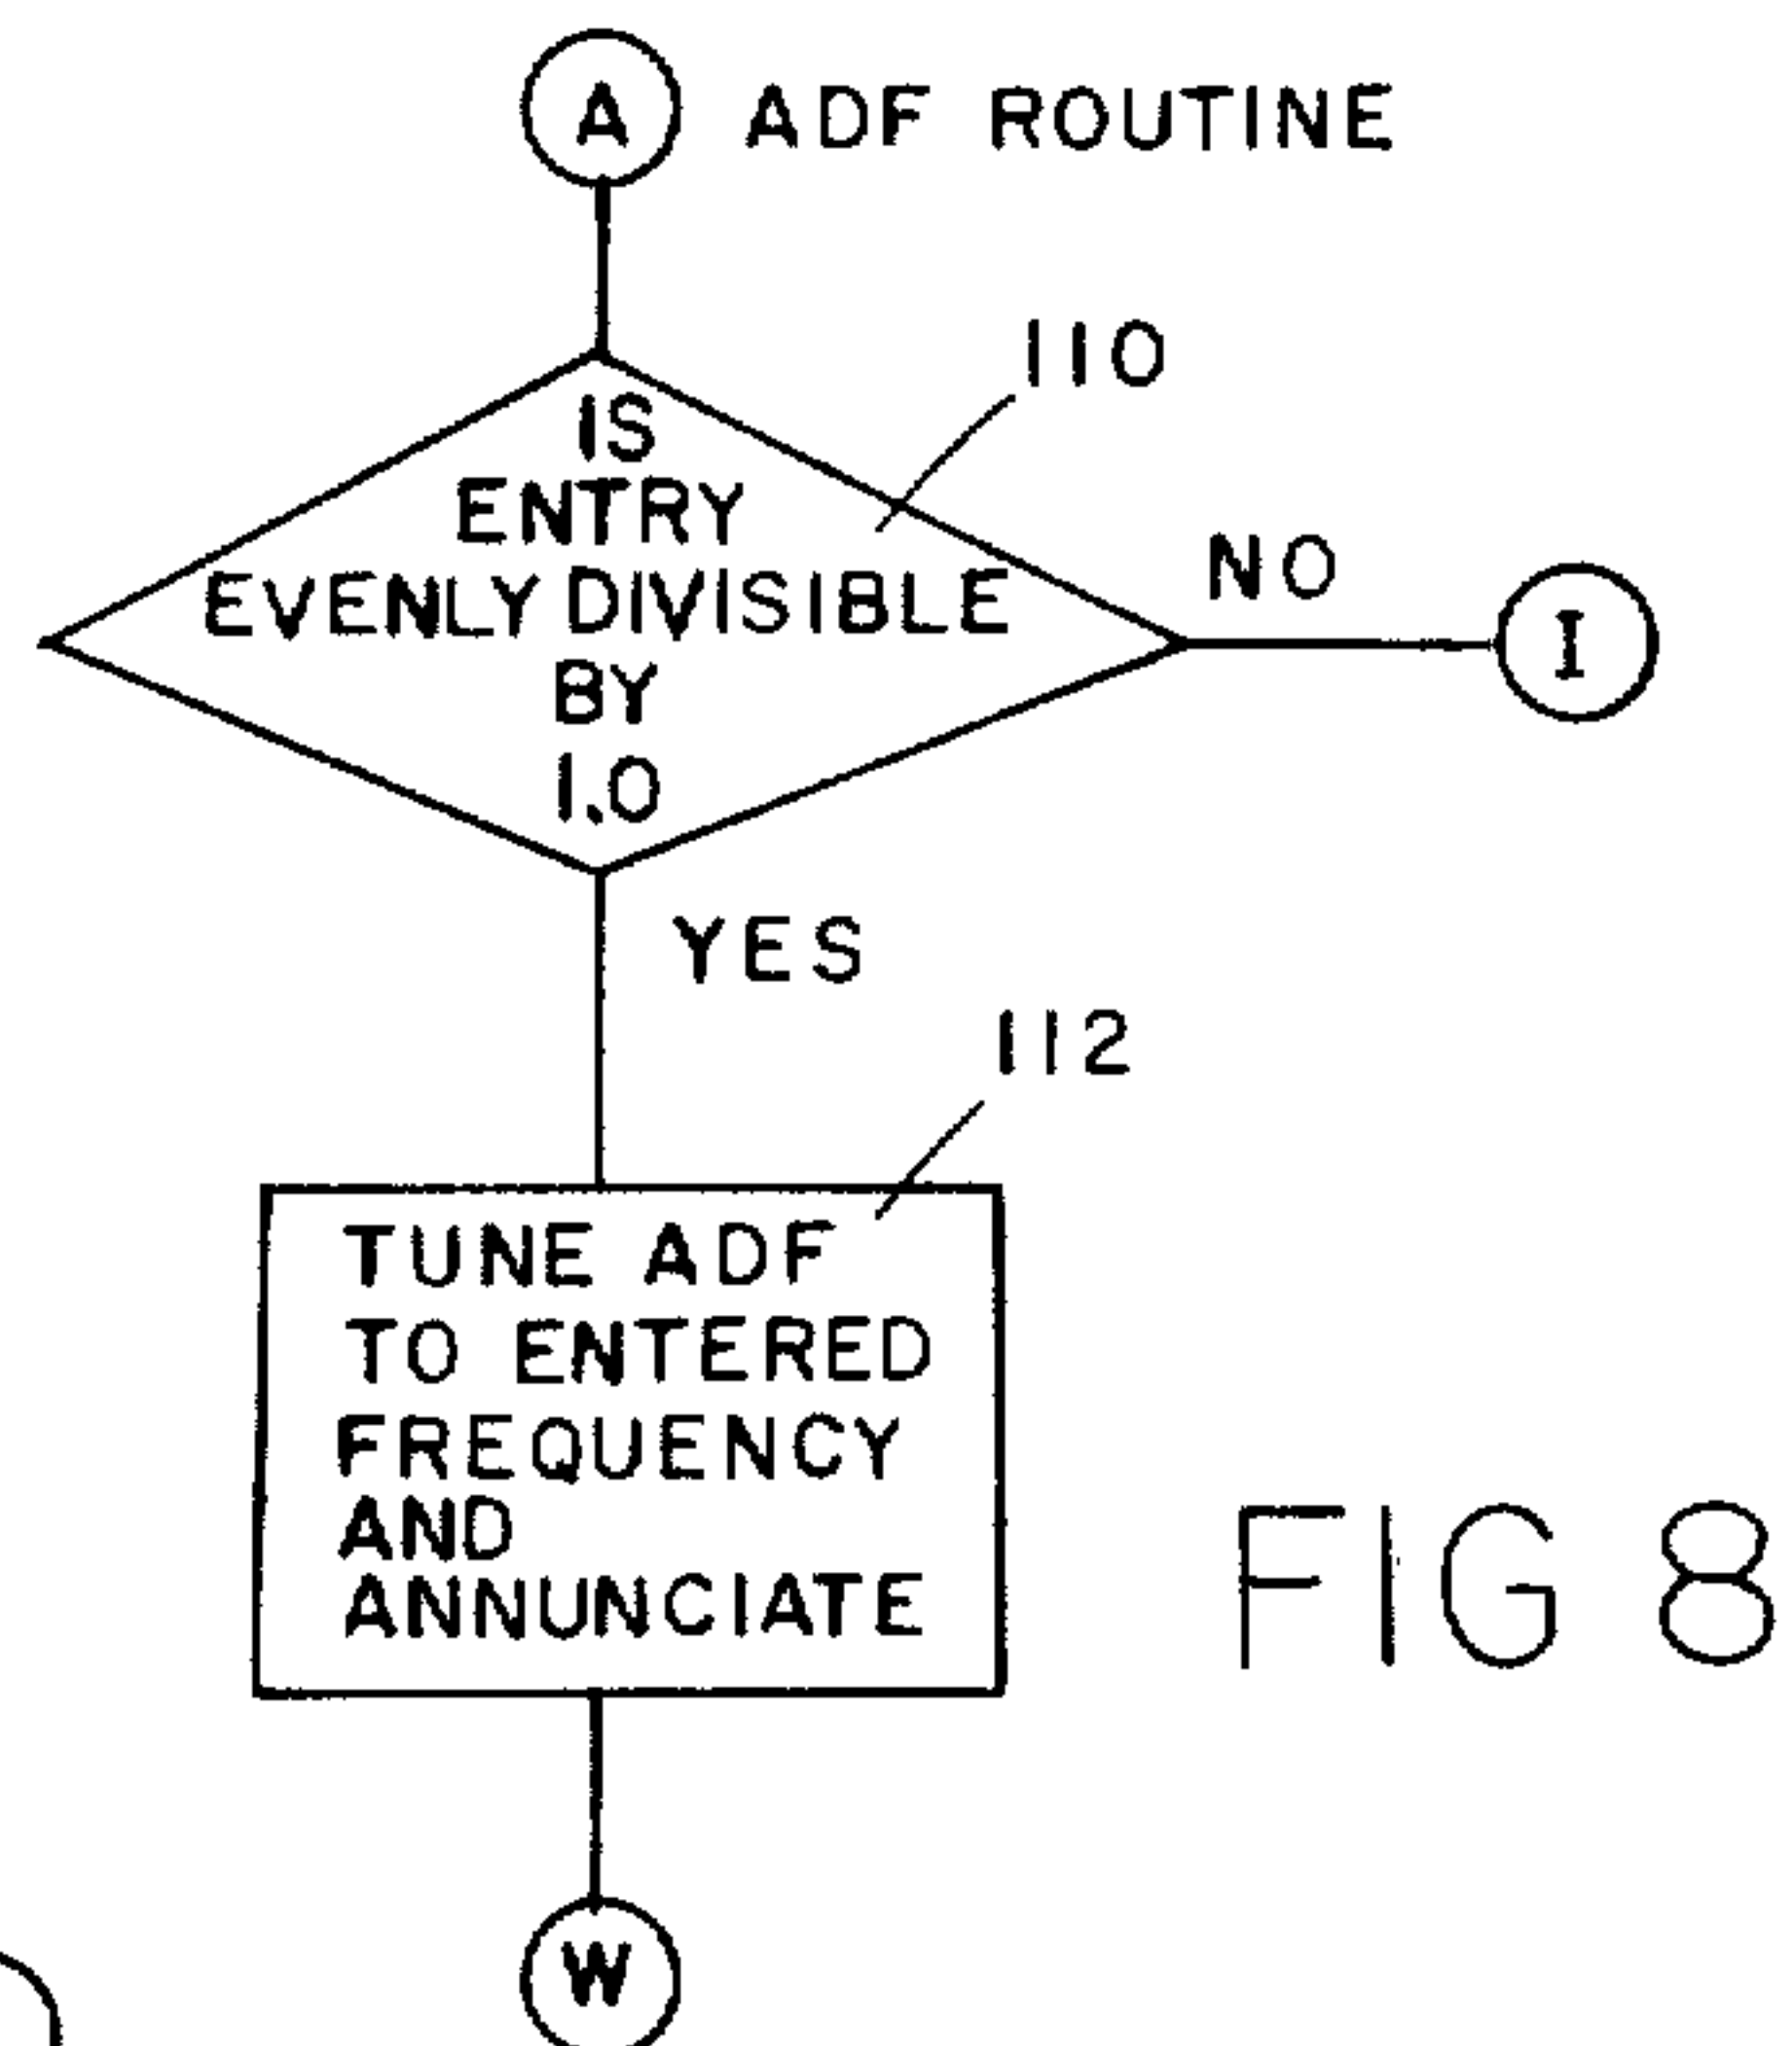 A ADF ROUTINE
110
IS
ENTRY
EVENLY DIVISIBLE
BY
1.0
NO
I
YES
112
TUNE ADF
TO ENTERED
FREQUENCY
AND
ANNUNCIATE
FIG 8
W